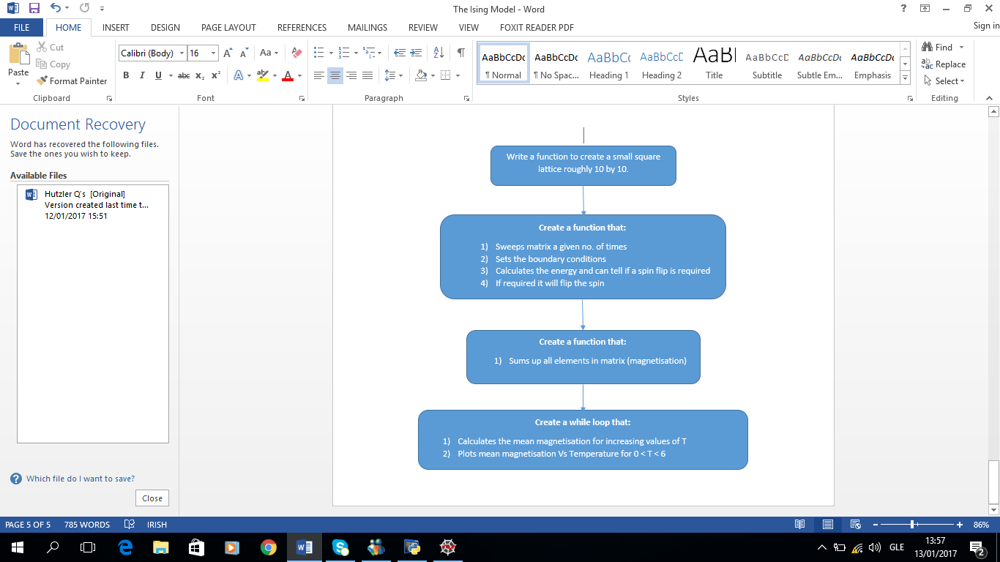 The Ising Model - Word
?
FILE HOME INSERT DESIGN PAGE LAYOUT REFERENCES MAILINGS REVIEW VIEW FOXIT READER PDF Sign in
Paste
Cut
Copy
Format Painter
Clipboard
Calibri (Body) 16
Font
Paragraph
AaBbCcDc AaBbCcDc AaBbCc AaBbCcD AaBl AaBbCcD AaBbCcDc AaBbCcDc
¶ Normal ¶ No Spac... Heading 1 Heading 2 Title Subtitle Subtle Em... Emphasis
Styles
Find
Replace
Select
Editing
Document Recovery
Word has recovered the following files.
Save the ones you wish to keep.
Available Files
Hutzler Q's [Original]
Version created last time t...
12/01/2017 15:51
Which file do I want to save?
Close
Write a function to create a small square
lattice roughly 10 by 10.
Create a function that:
1) Sweeps matrix a given no. of times
2) Sets the boundary conditions
3) Calculates the energy and can tell if a spin flip is required
4) If required it will flip the spin
Create a function that:
1) Sums up all elements in matrix (magnetisation)
Create a while loop that:
1) Calculates the mean magnetisation for increasing values of T
2) Plots mean magnetisation Vs Temperature for 0 < T < 6
PAGE 5 OF 5 785 WORDS IRISH 86%
GLE
13:57
13/01/2017
2